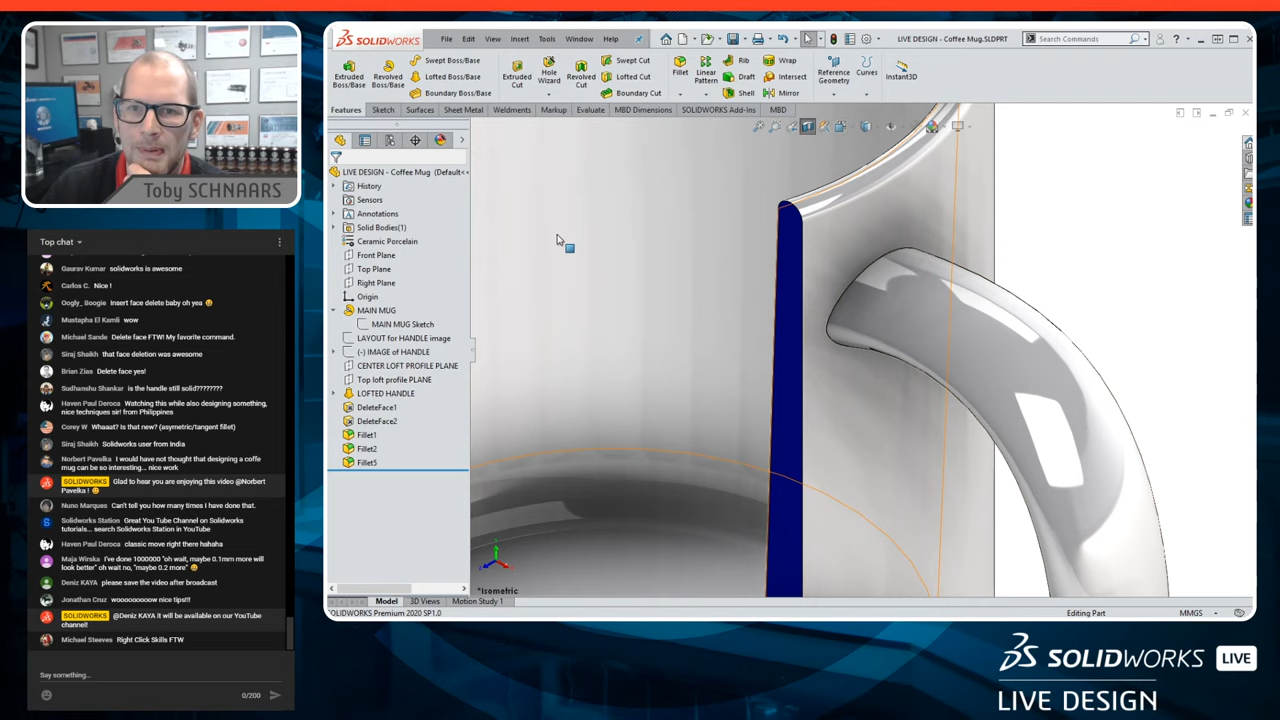 Toby SCHNAARS
Top chat
Gaurav Kumar solidworks is awesome
Carlos C. Nice !
Oogly_ Boogie Insert face delete baby oh yea
Mustapha El Kamli wow
Michael Sande Delete face FTW! My favorite command.
Siraj Shaikh that face deletion was awesome
Brian Zias Delete face yes!
Sudhanshu Shankar is the handle still solid????????
Haven Paul Deroca Watching this while also designing something,
nice techniques sir! from Philippines
Corey W Whaaat? Is that new? (asymetric/tangent fillet)
Siraj Shaikh Solidworks user from India
Norbert Pavelka I would have not thought that designing a coffe
mug can be so interesting... nice work
SOLIDWORKS Glad to hear you are enjoying this video @Norbert
Pavelka !
Nuno Marques Can't tell you how many times I have done that.
Solidworks Station Great You Tube Channel on Solidworks
tutorials... search Solidworks Station in YouTube
Haven Paul Deroca classic move right there hahaha
Maja Wirska I've done 1000000 "oh wait, maybe 0.1mm more will
look better" oh wait no, "maybe 0.2 more"
Deniz KAYA please save the video after broadcast
Jonathan Cruz wooooooooow nice tips!!!
SOLIDWORKS @Deniz KAYA it will be available on our YouTube
channel!
Michael Steeves Right Click Skills FTW
Say something...
0/200
SOLIDWORKS File Edit View Insert Tools Window Help LIVE DESIGN - Coffee Mug.SLDPRT Search Commands
Extruded Boss/Base
Revolved Boss/Base
Swept Boss/Base
Lofted Boss/Base
Boundary Boss/Base
Extruded Cut
Hole Wizard
Revolved Cut
Swept Cut
Lofted Cut
Boundary Cut
Fillet
Linear Pattern
Rib
Draft
Shell
Wrap
Intersect
Mirror
Reference Geometry
Curves
Instant3D
Features Sketch Surfaces Sheet Metal Weldments Markup Evaluate MBD Dimensions SOLIDWORKS Add-Ins MBD
LIVE DESIGN - Coffee Mug (Default<<
History
Sensors
Annotations
Solid Bodies(1)
Ceramic Porcelain
Front Plane
Top Plane
Right Plane
Origin
MAIN MUG
MAIN MUG Sketch
LAYOUT for HANDLE image
(-) IMAGE of HANDLE
CENTER LOFT PROFILE PLANE
Top loft profile PLANE
LOFTED HANDLE
DeleteFace1
DeleteFace2
Fillet1
Fillet2
Fillet5
*Isometric
Model 3D Views Motion Study 1
SOLIDWORKS Premium 2020 SP1.0 Editing Part MMGS
SOLIDWORKS LIVE
LIVE DESIGN